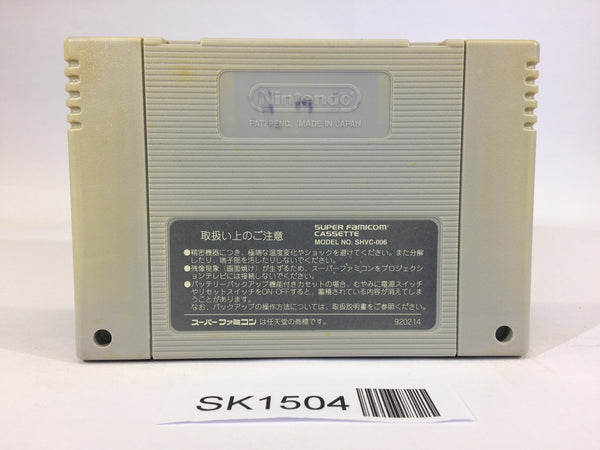 Nintendo
PAT. PEND. MADE IN JAPAN
取扱い上のご注意
SUPER FAMICOM
CASSETTE
MODEL NO. SHVC-006
●精密機器につき、極端な温度変化やショックを避けてください。また分解
したり、端子部を汚したりしないでください。
●残像現象(画面焼け)が生ずるため、スーパーファミコンをプロジェクシ
ョンテレビには接続しないでください。
●バッテリーバックアップ機能付きカセットの場合、むやみに電源スイッチ
やリセットスイッチをON・OFFすると、蓄積されている内容が消えてしま
うことがあります。
なお、バックアップの操作方法については、取扱説明書をご参照ください。
スーパーファミコン は任天堂の商標です。
920214
SK1504